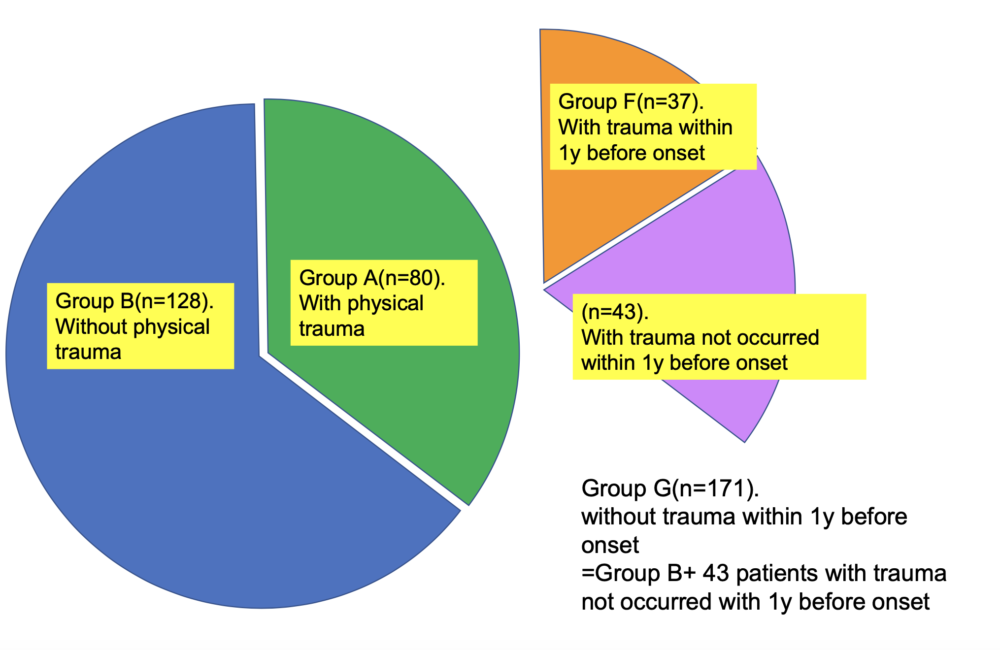 Group F(n=37).
With trauma within
1y before onset
Group A(n=80).
With physical
trauma
Group B(n=128).
Without physical
trauma
(n=43).
With trauma not occurred
within 1y before onset
Group G(n=171).
without trauma within 1y before
onset
=Group B+ 43 patients with trauma
not occurred with 1y before onset